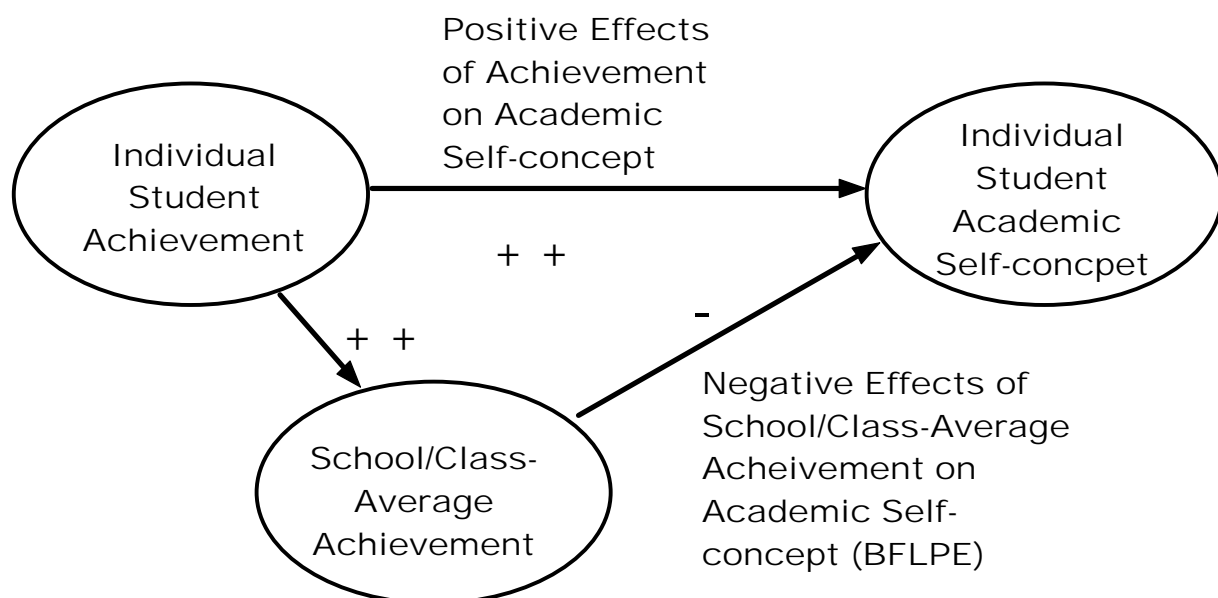 Positive Effects
of Achievement
on Academic
Self-concept
Individual
Student
Achievement
Individual
Student
Academic
Self-concpet
+ +
+ +
-
School/Class-
Average
Achievement
Negative Effects of
School/Class-Average
Acheivement on
Academic Self-
concept (BFLPE)